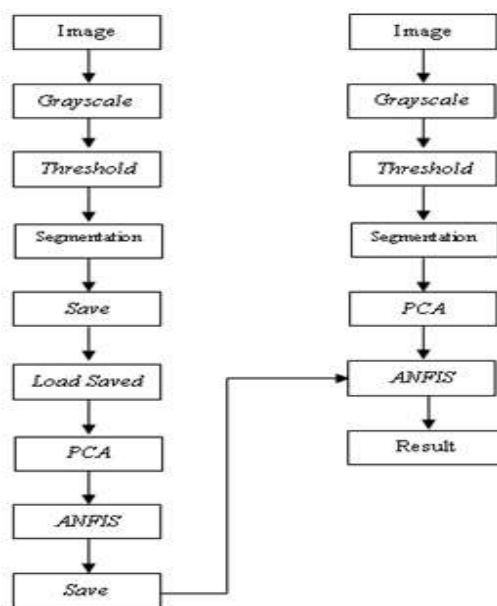 Image
Grayscale
Threshold
Segmentation
Save
Load Saved
PCA
ANFIS
Save
Image
Grayscale
Threshold
Segmentation
PCA
ANFIS
Result